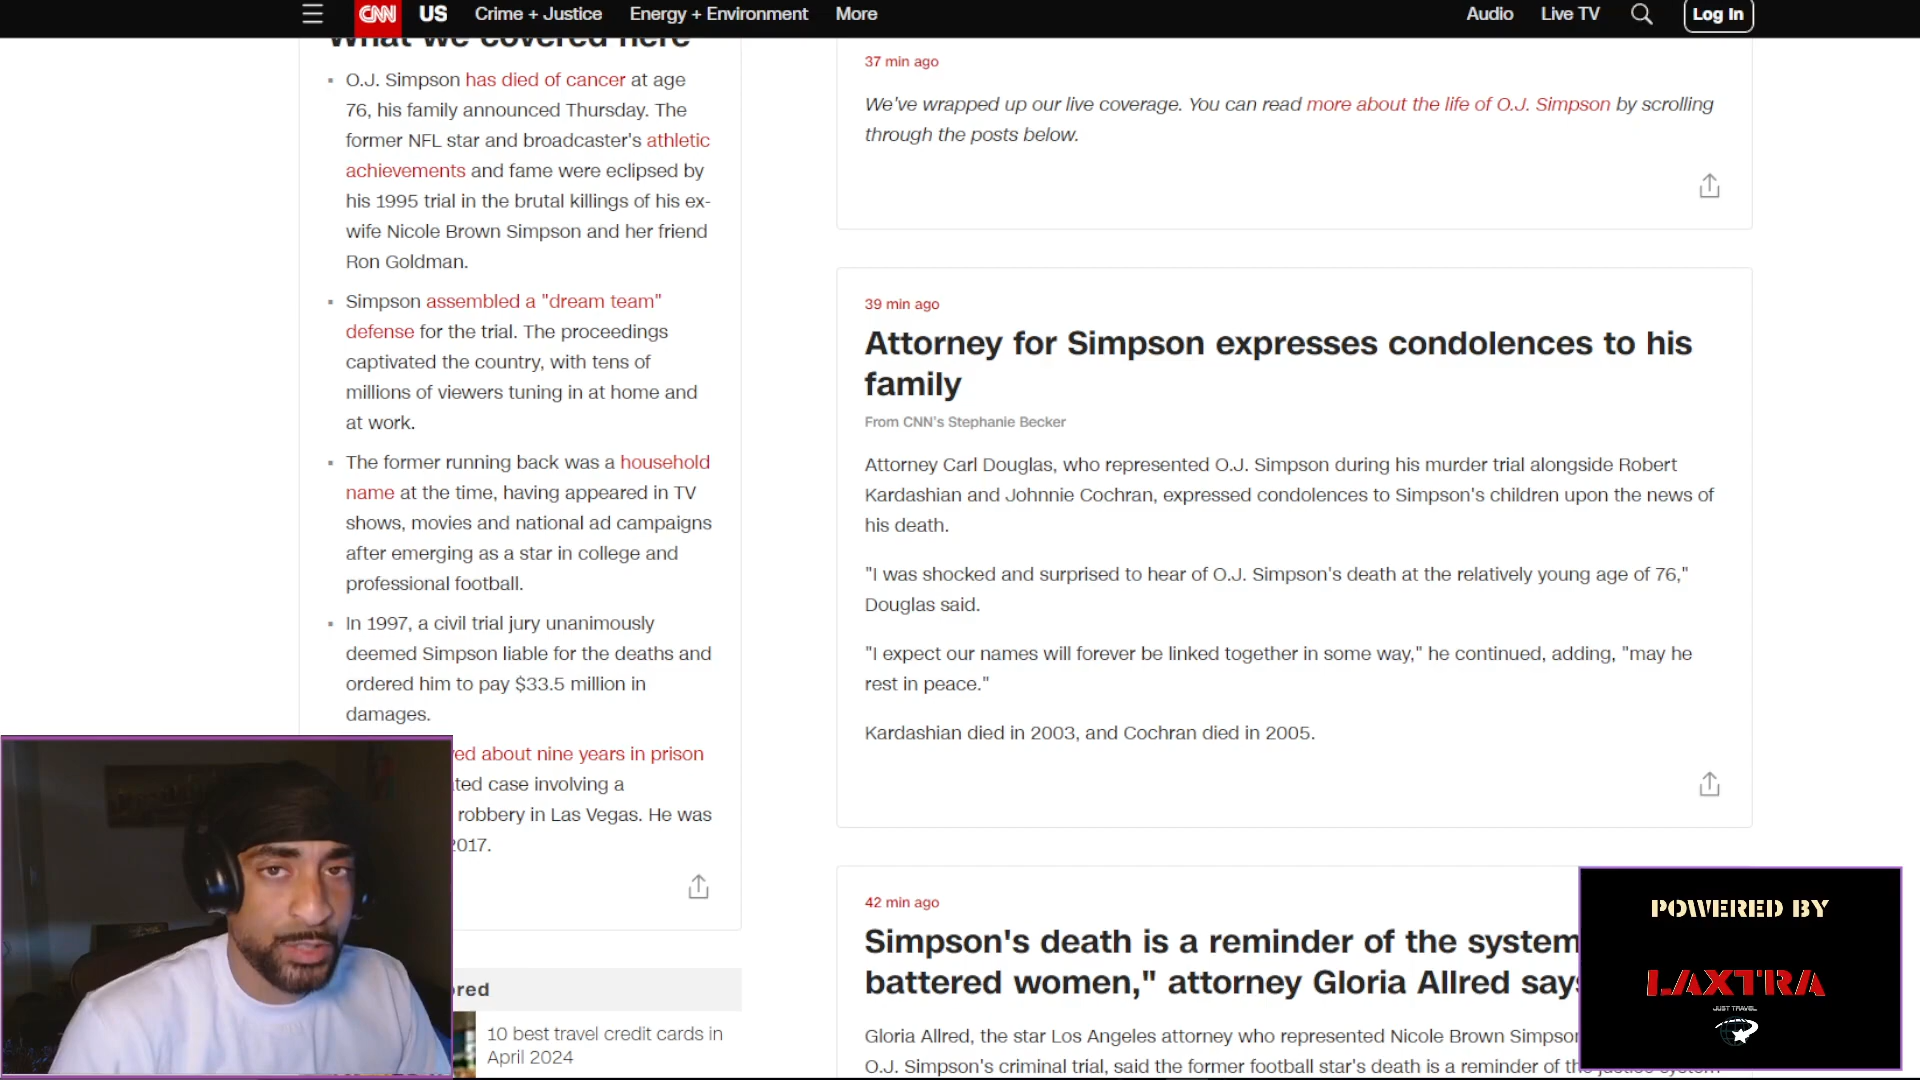 CNN US Crime + Justice Energy + Environment More Audio Live TV Log In
What we covered here
O.J. Simpson has died of cancer at age
76, his family announced Thursday. The
former NFL star and broadcaster's athletic
achievements and fame were eclipsed by
his 1995 trial in the brutal killings of his ex-
wife Nicole Brown Simpson and her friend
Ron Goldman.
Simpson assembled a "dream team"
defense for the trial. The proceedings
captivated the country, with tens of
millions of viewers tuning in at home and
at work.
The former running back was a household
name at the time, having appeared in TV
shows, movies and national ad campaigns
after emerging as a star in college and
professional football.
In 1997, a civil trial jury unanimously
deemed Simpson liable for the deaths and
ordered him to pay $33.5 million in
damages.
ed about nine years in prison
ted case involving a
robbery in Las Vegas. He was
2017.
ored
10 best travel credit cards in
April 2024
37 min ago
We've wrapped up our live coverage. You can read more about the life of O.J. Simpson by scrolling
through the posts below.
39 min ago
Attorney for Simpson expresses condolences to his
family
From CNN's Stephanie Becker
Attorney Carl Douglas, who represented O.J. Simpson during his murder trial alongside Robert
Kardashian and Johnnie Cochran, expressed condolences to Simpson's children upon the news of
his death.
"I was shocked and surprised to hear of O.J. Simpson's death at the relatively young age of 76,"
Douglas said.
"I expect our names will forever be linked together in some way," he continued, adding, "may he
rest in peace."
Kardashian died in 2003, and Cochran died in 2005.
42 min ago
Simpson's death is a reminder of the system
battered women," attorney Gloria Allred says
Gloria Allred, the star Los Angeles attorney who represented Nicole Brown Simpson
O.J. Simpson's criminal trial, said the former football star's death is a reminder of the justice system
POWERED BY
LAXTRA
JUST TRAVEL